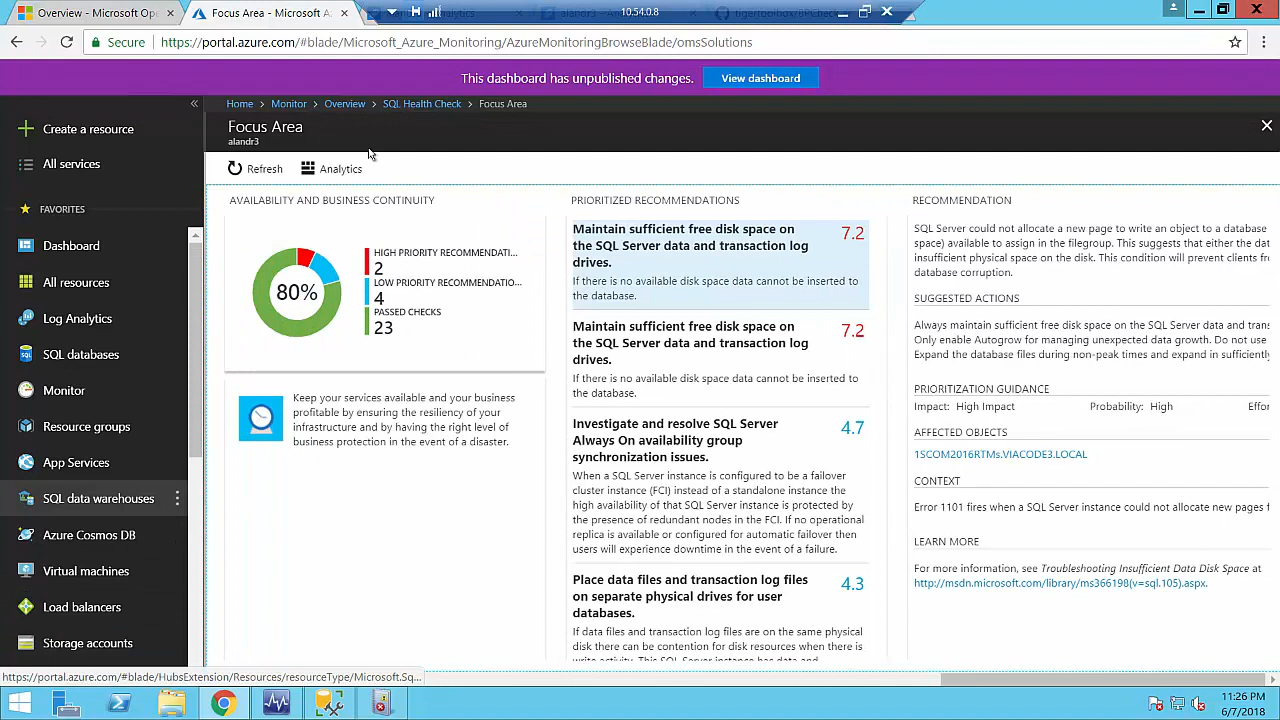 Microsoft Operations
Focus Area - Microsoft A
10.54.0.8
Secure
https://portal.azure.com/#blade/Microsoft_Azure_Monitoring/AzureMonitoringBrowseBlade/omsSolutions
This dashboard has unpublished changes.
View dashboard
Home > Monitor > Overview > SQL Health Check > Focus Area
Focus Area
alandr3
Refresh
Analytics
Create a resource
All services
FAVORITES
Dashboard
All resources
Log Analytics
SQL databases
Monitor
Resource groups
App Services
SQL data warehouses
Azure Cosmos DB
Virtual machines
Load balancers
Storage accounts
AVAILABILITY AND BUSINESS CONTINUITY
80%
HIGH PRIORITY RECOMMENDATI...
2
LOW PRIORITY RECOMMENDATIO...
4
PASSED CHECKS
23
Keep your services available and your business
profitable by ensuring the resiliency of your
infrastructure and by having the right level of
business protection in the event of a disaster.
PRIORITIZED RECOMMENDATIONS
Maintain sufficient free disk space on
the SQL Server data and transaction log
drives.
7.2
If there is no available disk space data cannot be inserted to
the database.
Maintain sufficient free disk space on
the SQL Server data and transaction log
drives.
7.2
If there is no available disk space data cannot be inserted to
the database.
Investigate and resolve SQL Server
Always On availability group
synchronization issues.
4.7
When a SQL Server instance is configured to be a failover
cluster instance (FCI) instead of a standalone instance the
high availability of that SQL Server instance is protected by
the presence of redundant nodes in the FCI. If no operational
replica is available or configured for automatic failover then
users will experience downtime in the event of a failure.
Place data files and transaction log files
on separate physical drives for user
databases.
4.3
If data files and transaction log files are on the same physical
disk there can be contention for disk resources when there is
write activity. This SQL Server instance has data and
RECOMMENDATION
SQL Server could not allocate a new page to write an object to a database
space) available to assign in the filegroup. This suggests that either the dat
insufficient physical space on the disk. This condition will prevent clients fr
database corruption.
SUGGESTED ACTIONS
Always maintain sufficient free disk space on the SQL Server data and tran
Only enable Autogrow for managing unexpected data growth. Do not use
Expand the database files during non-peak times and expand in sufficiently
PRIORITIZATION GUIDANCE
Impact: High Impact
Probability: High
Effor
AFFECTED OBJECTS
1SCOM2016RTMs.VIACODE3.LOCAL
CONTEXT
Error 1101 fires when a SQL Server instance could not allocate new pages f
LEARN MORE
For more information, see Troubleshooting Insufficient Data Disk Space at
http://msdn.microsoft.com/library/ms366198(v=sql.105).aspx.
https://portal.azure.com/#blade/HubsExtension/Resources/resourceType/Microsoft.Sq...
11:26 PM
6/7/2018